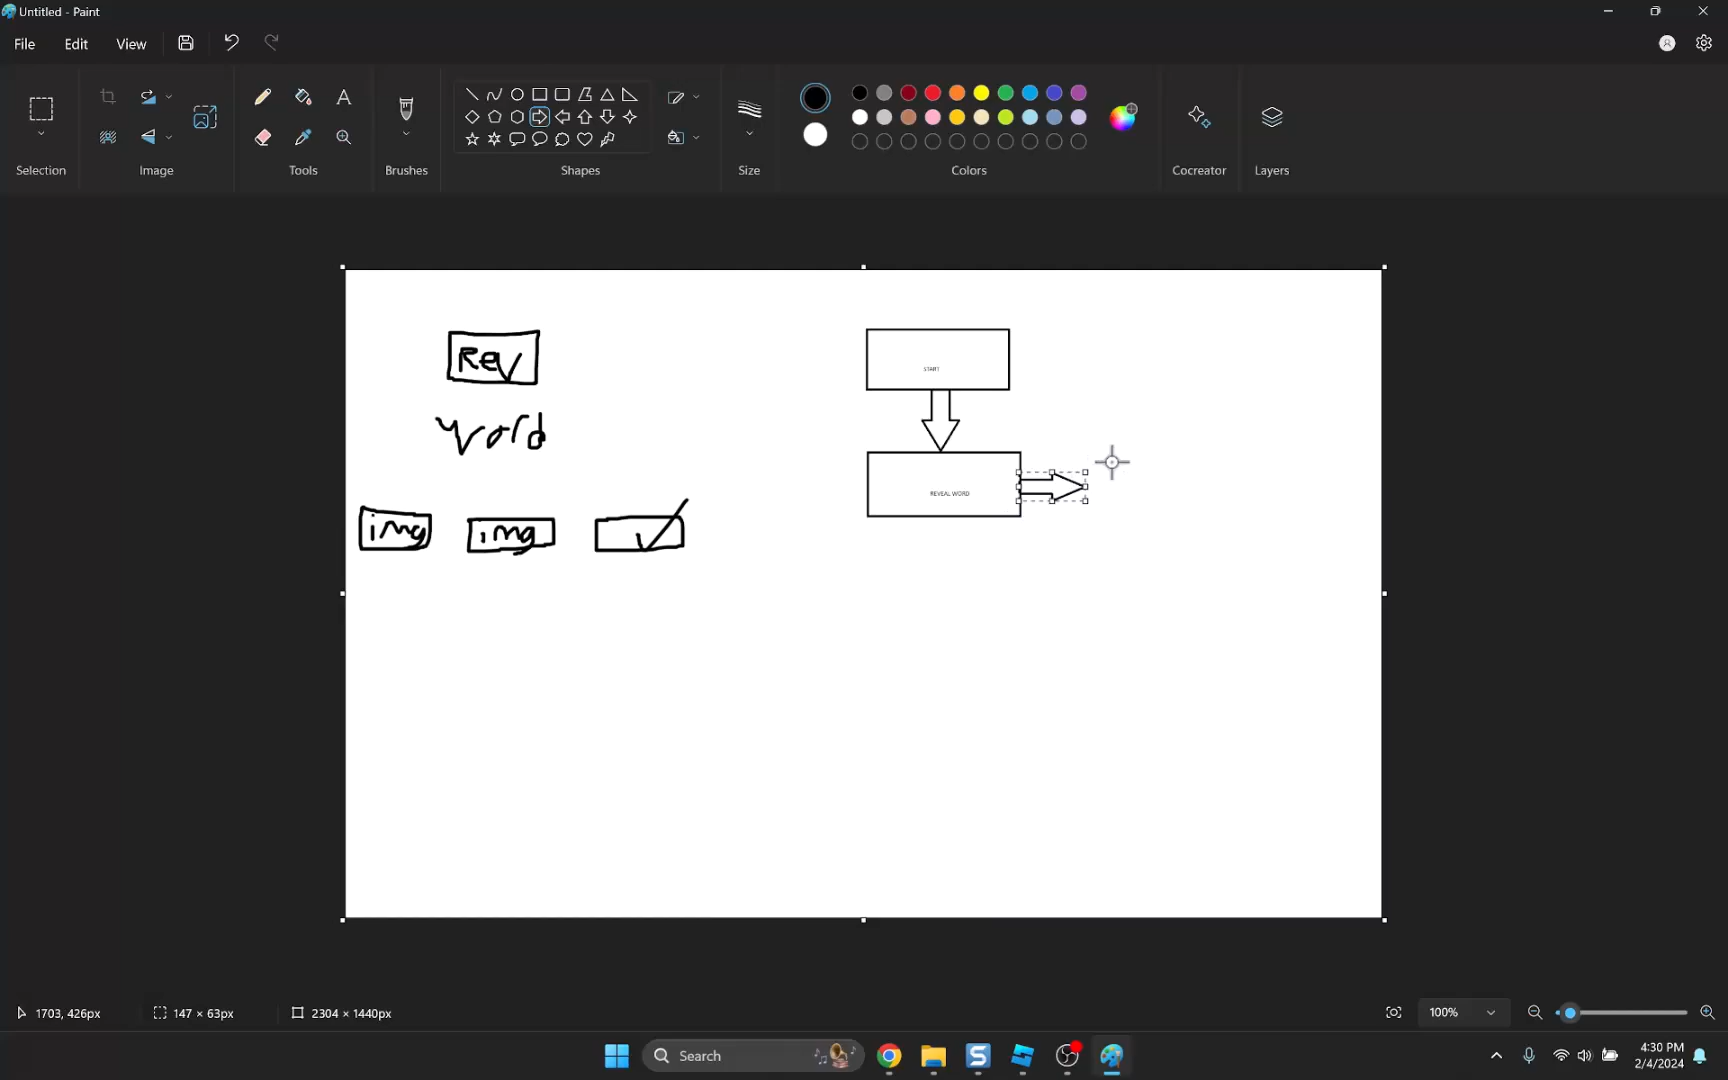 Untitled - Paint
File Edit View
Selection Image Tools Brushes Shapes Size Colors Cocreator Layers
Rev
Word
img img
START
REVEAL WORD
1703, 426px 147 × 63px 2304 × 1440px 100%
Search
4:30 PM
2/4/2024